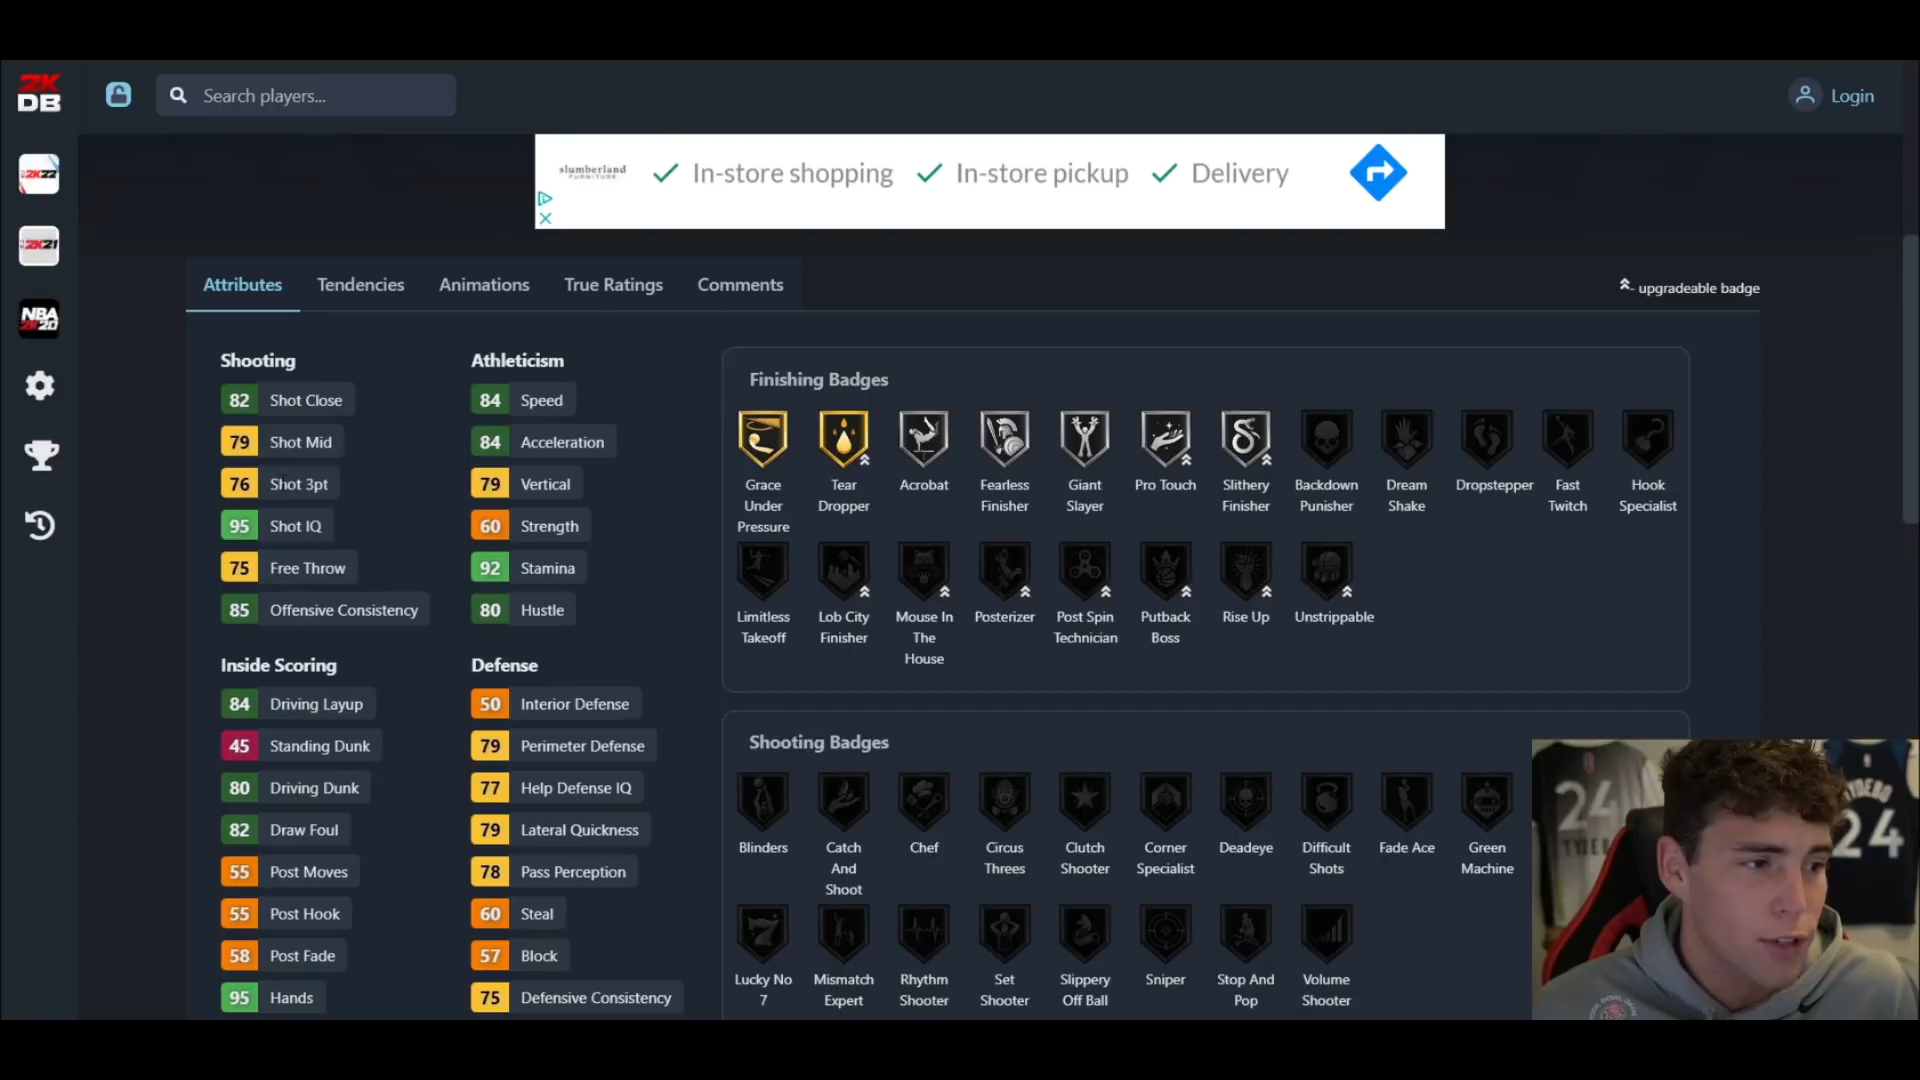 2K
DB
Search players...
Login
2K22
2K21
NBA
2K20
slumberland
FURNITURE
In-store shopping
In-store pickup
Delivery
Attributes
Tendencies
Animations
True Ratings
Comments
- upgradeable badge
Shooting
82 Shot Close
79 Shot Mid
76 Shot 3pt
95 Shot IQ
75 Free Throw
85 Offensive Consistency
Athleticism
84 Speed
84 Acceleration
79 Vertical
60 Strength
92 Stamina
80 Hustle
Inside Scoring
84 Driving Layup
45 Standing Dunk
80 Driving Dunk
82 Draw Foul
55 Post Moves
55 Post Hook
58 Post Fade
95 Hands
Defense
50 Interior Defense
79 Perimeter Defense
77 Help Defense IQ
79 Lateral Quickness
78 Pass Perception
60 Steal
57 Block
75 Defensive Consistency
Finishing Badges
Grace
Under
Pressure
Tear
Dropper
Acrobat
Fearless
Finisher
Giant
Slayer
Pro Touch
Slithery
Finisher
Backdown
Punisher
Dream
Shake
Dropstepper
Fast
Twitch
Hook
Specialist
Limitless
Takeoff
Lob City
Finisher
Mouse In
The
House
Posterizer
Post Spin
Technician
Putback
Boss
Rise Up
Unstrippable
Shooting Badges
Blinders
Catch
And
Shoot
Chef
Circus
Threes
Clutch
Shooter
Corner
Specialist
Deadeye
Difficult
Shots
Fade Ace
Green
Machine
Lucky No
7
Mismatch
Expert
Rhythm
Shooter
Set
Shooter
Slippery
Off Ball
Sniper
Stop And
Pop
Volume
Shooter
24
24